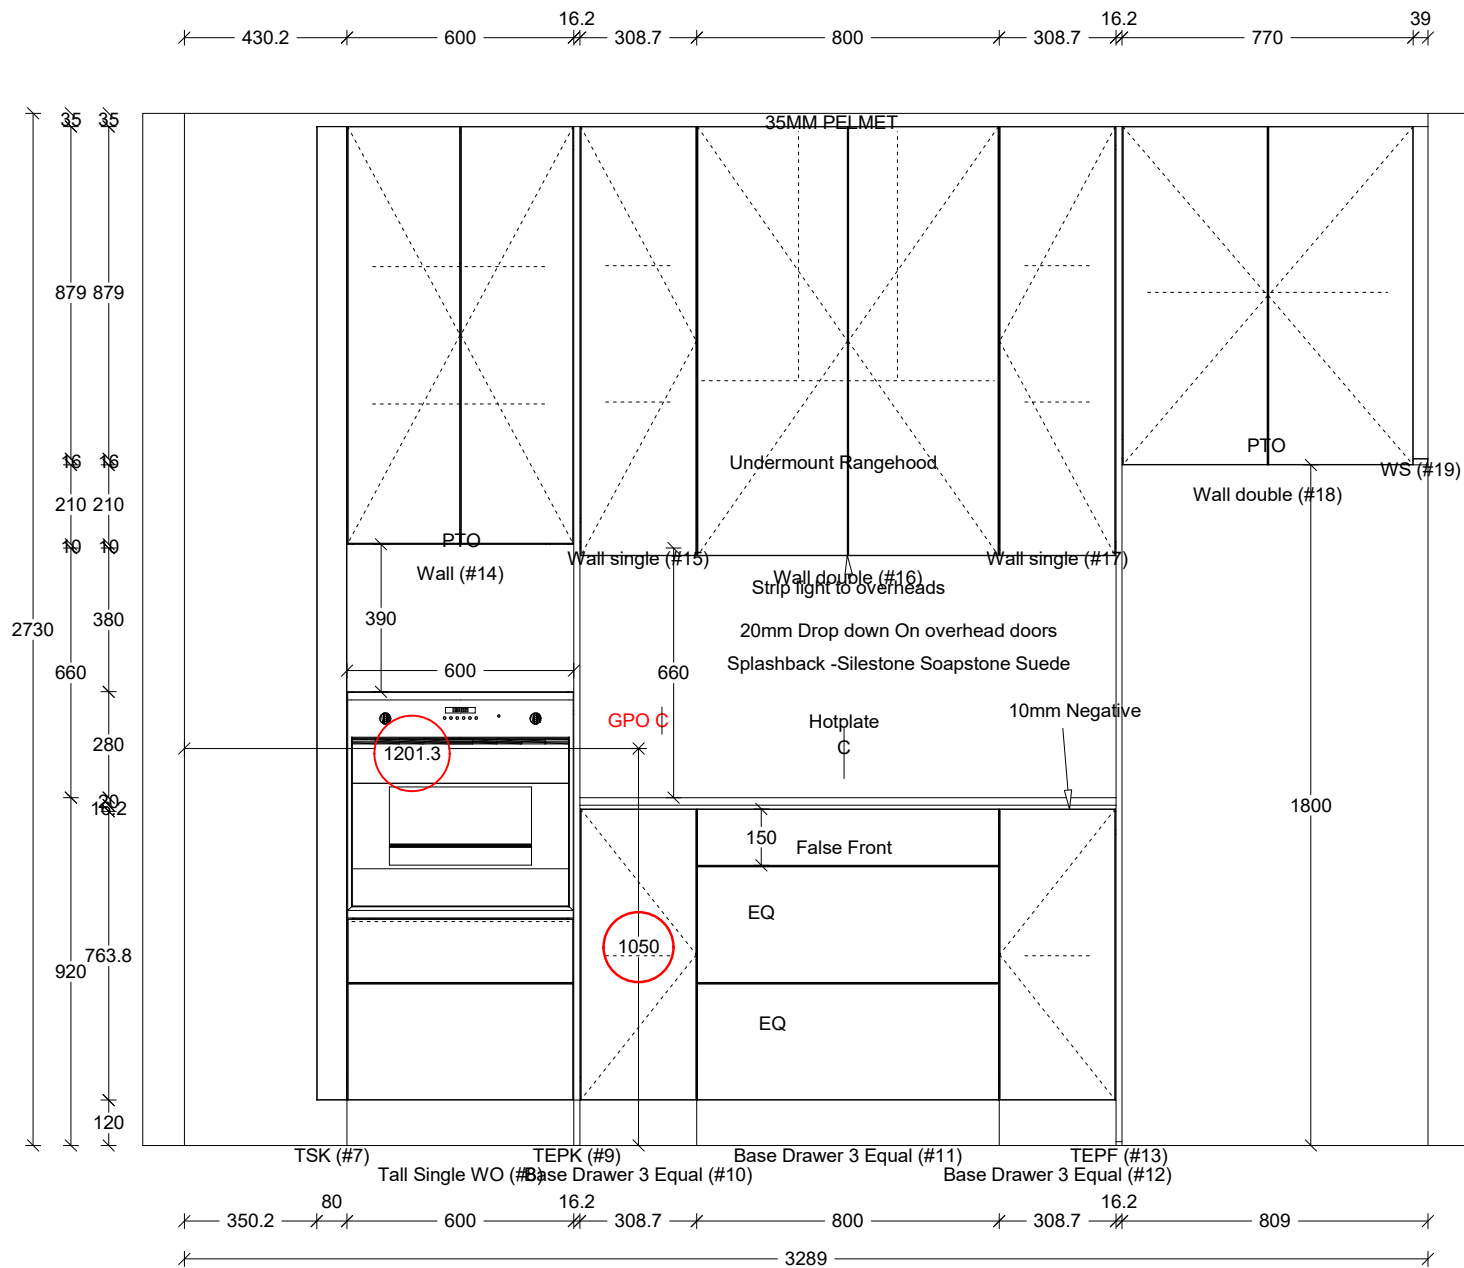 16.2 16.2 39
430.2 600 308.7 800 308.7 770
35 35
35MM PELMET
879 879
PTO
16 16
Undermount Rangehood
WS (#19)
210 210
Wall double (#18)
PTO
10 10
Wall single (#15) Wall single (#17)
Wall (#14)
Wall double (#16)
Strip light to overheads
390
380
2730
20mm Drop down On overhead doors
Splashback -Silestone Soapstone Suede
660
600
660
10mm Negative
GPO C
Hotplate
C
280
1201.3
20
16.2
1800
150
False Front
EQ
1050
763.8
920
EQ
120
TSK (#7) TEPK (#9) Base Drawer 3 Equal (#11) TEPF (#13)
Tall Single WO (#8) Base Drawer 3 Equal (#10) Base Drawer 3 Equal (#12)
80 16.2 16.2
350.2 600 308.7 800 308.7 809
3289